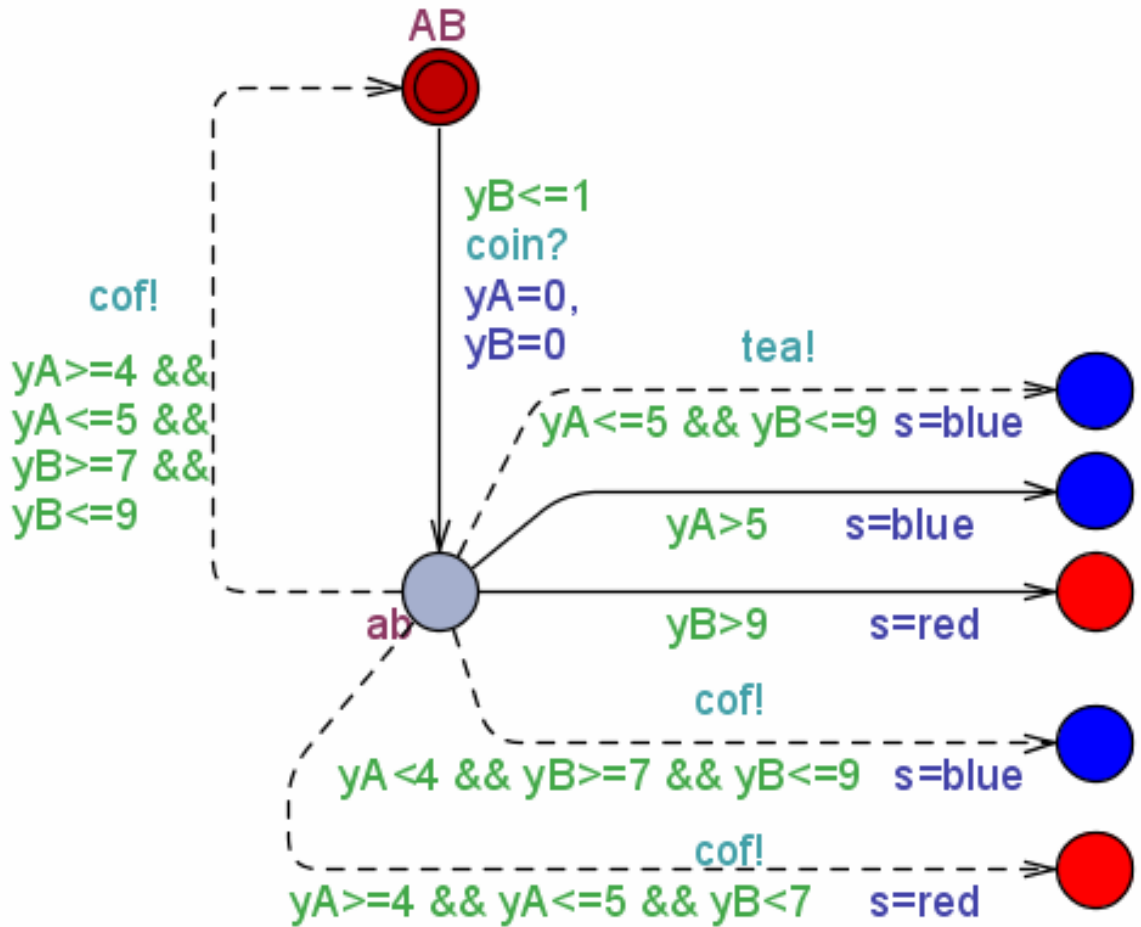 AB
yB<=1
coin?
yA=0,
yB=0
cof!
yA>=4 &&
yA<=5 &&
yB>=7 &&
yB<=9
tea!
yA<=5 && yB<=9 s=blue
yA>5 s=blue
ab
yB>9 s=red
cof!
yA<4 && yB>=7 && yB<=9 s=blue
cof!
yA>=4 && yA<=5 && yB<7 s=red